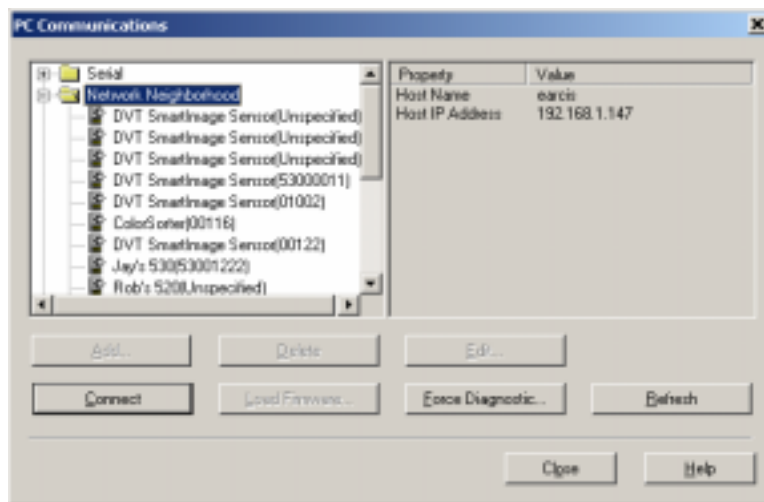 PC Communications
Serial
Network Neighborhood
DVT SmartImage Sensor(Unspecified)
DVT SmartImage Sensor(Unspecified)
DVT SmartImage Sensor(Unspecified)
DVT SmartImage Sensor(53000011)
DVT SmartImage Sensor(01002)
ColorSorter(00116)
DVT SmartImage Sensor(00122)
Jay's 530(53001222)
Rob's 520(Unspecified)
Property Value
Host Name earcis
Host IP Address 192.168.1.147
Add... Delete Edit...
Connect Load Firmware... Force Diagnostic... Refresh
Close Help